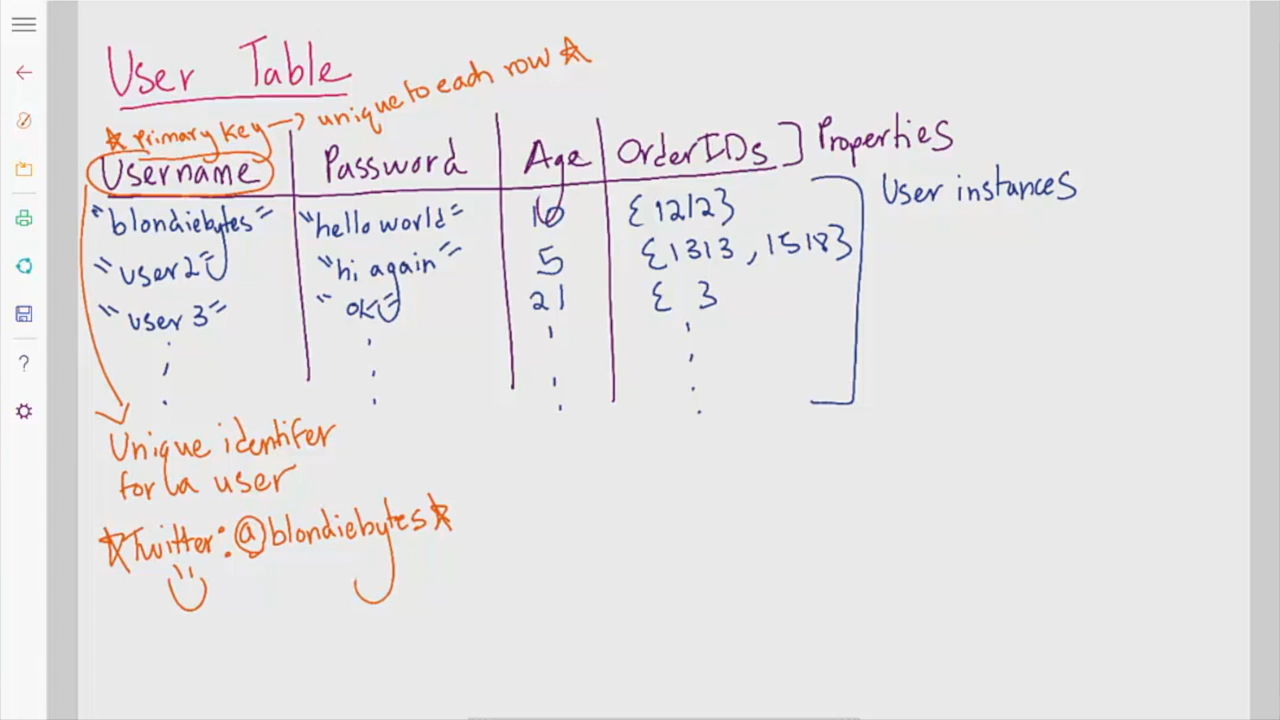 User Table
☆ primary key → unique to each row ☆
Username Password Age OrderIDs ] Properties
"blondiebytes" "hello world" 16 {1212} User instances
"user2" "hi again" 5 {1313, 1518}
"user 3" "ok" 21 { 3
Unique identifer
for a user
☆Twitter: @blondiebytes☆